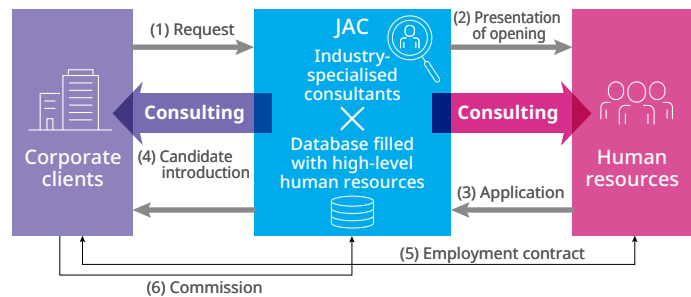 (1) Request
JAC
(2) Presentation
of opening
Industry-
specialised
consultants
Consulting
Consulting
Corporate
clients
Database filled
with high-level
human resources
Human
resources
(4) Candidate
introduction
(3) Application
(5) Employment contract
(6) Commission